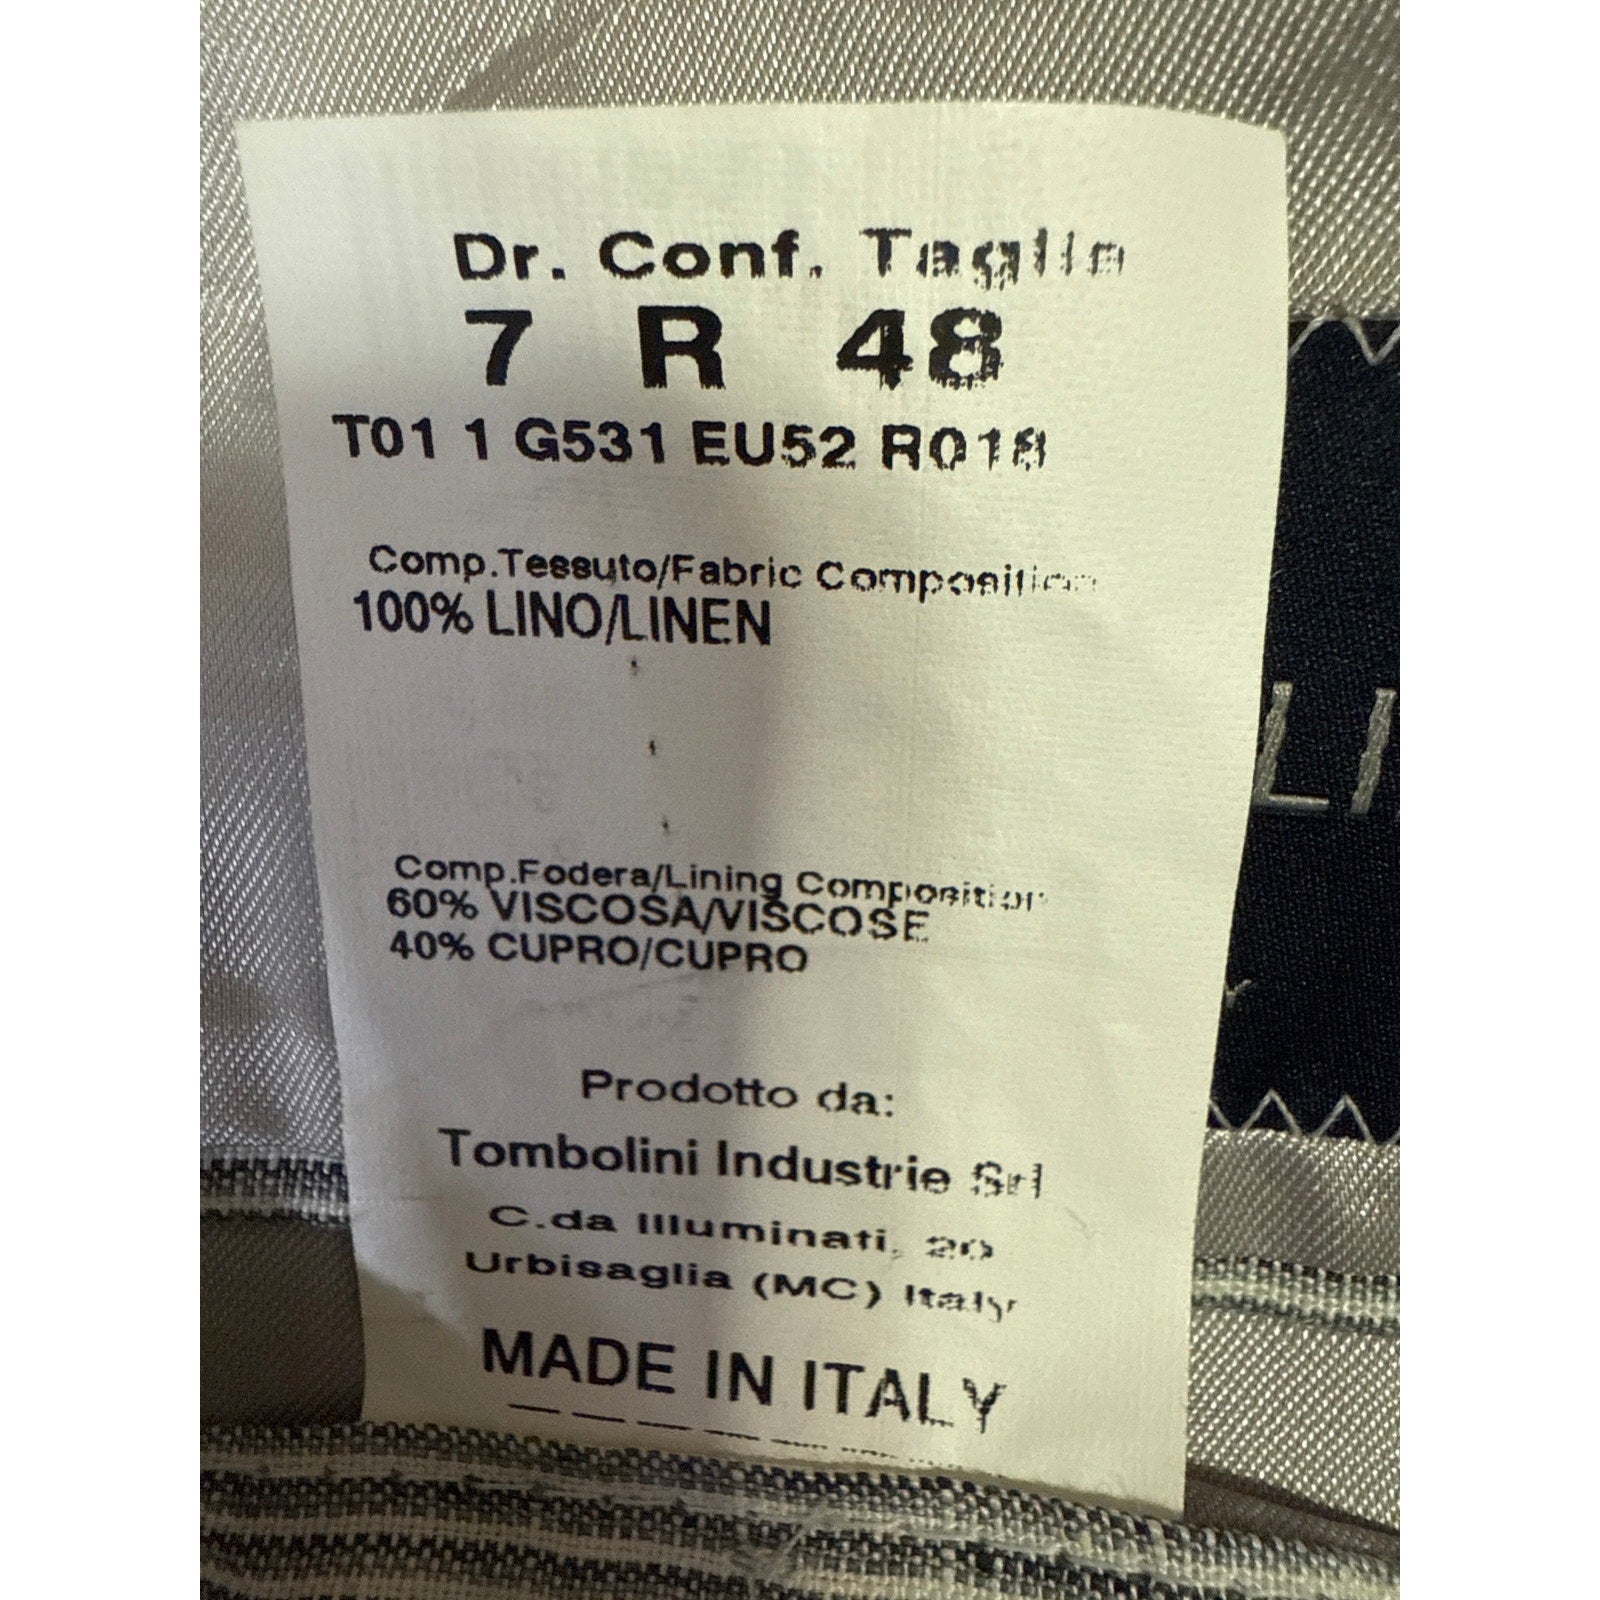 Dr. Conf. Taglia
7 R 48
T01 1 G531 EU52 R018
Comp.Tessuto/Fabric Composition
100% LINO/LINEN
Comp.Fodera/Lining Composition
60% VISCOSA/VISCOSE
40% CUPRO/CUPRO
Prodotto da:
Tombolini Industrie Srl
C.da Illuminati, 20
Urbisaglia (MC) Italy
MADE IN ITALY
LI